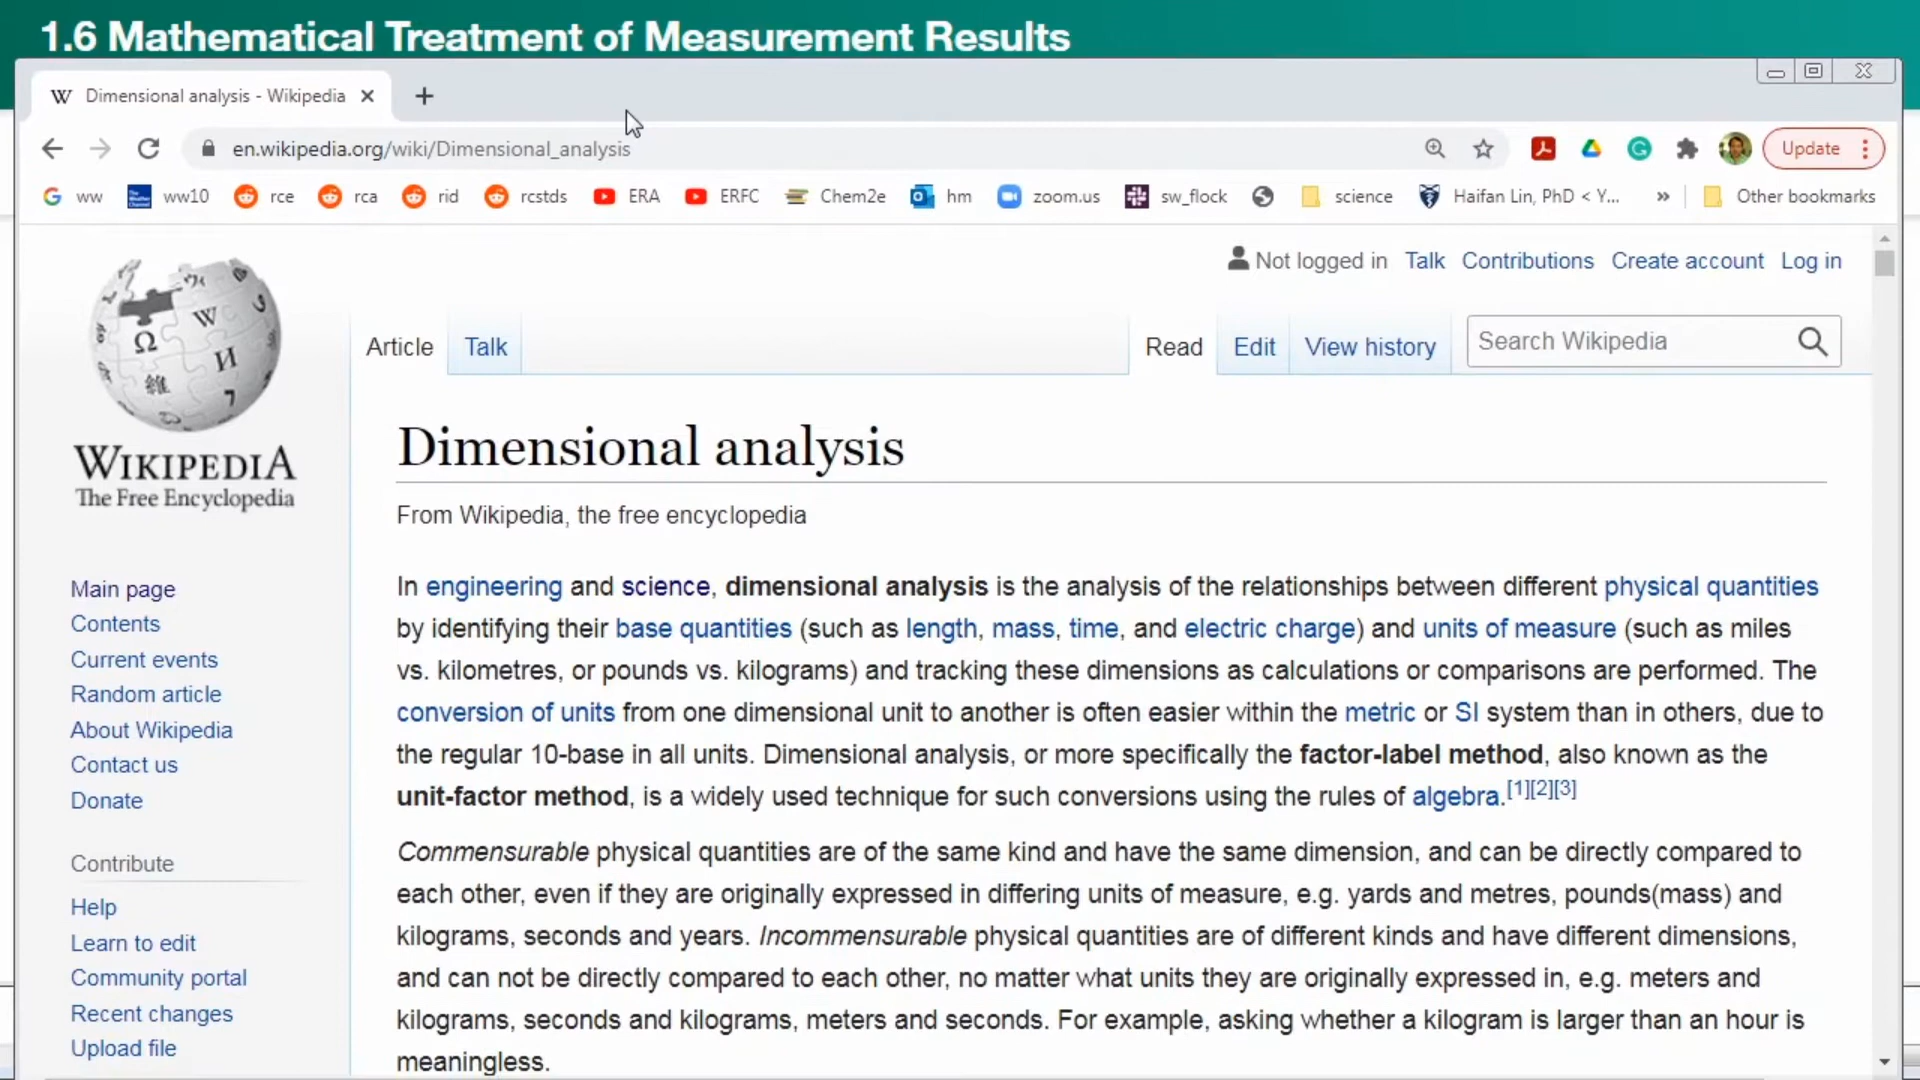 1.6 Mathematical Treatment of Measurement Results
W Dimensional analysis - Wikipedia
en.wikipedia.org/wiki/Dimensional_analysis
Update
ww ww10 rce rca rid rcstds ERA ERFC Chem2e hm zoom.us sw_flock science Haifan Lin, PhD < Y... » Other bookmarks
Not logged in Talk Contributions Create account Log in
Article Talk Read Edit View history Search Wikipedia
WIKIPEDIA
The Free Encyclopedia
Main page
Contents
Current events
Random article
About Wikipedia
Contact us
Donate
Contribute
Help
Learn to edit
Community portal
Recent changes
Upload file
Dimensional analysis
From Wikipedia, the free encyclopedia
In engineering and science, dimensional analysis is the analysis of the relationships between different physical quantities
by identifying their base quantities (such as length, mass, time, and electric charge) and units of measure (such as miles
vs. kilometres, or pounds vs. kilograms) and tracking these dimensions as calculations or comparisons are performed. The
conversion of units from one dimensional unit to another is often easier within the metric or SI system than in others, due to
the regular 10-base in all units. Dimensional analysis, or more specifically the factor-label method, also known as the
unit-factor method, is a widely used technique for such conversions using the rules of algebra.[1][2][3]
Commensurable physical quantities are of the same kind and have the same dimension, and can be directly compared to
each other, even if they are originally expressed in differing units of measure, e.g. yards and metres, pounds(mass) and
kilograms, seconds and years. Incommensurable physical quantities are of different kinds and have different dimensions,
and can not be directly compared to each other, no matter what units they are originally expressed in, e.g. meters and
kilograms, seconds and kilograms, meters and seconds. For example, asking whether a kilogram is larger than an hour is
meaningless.